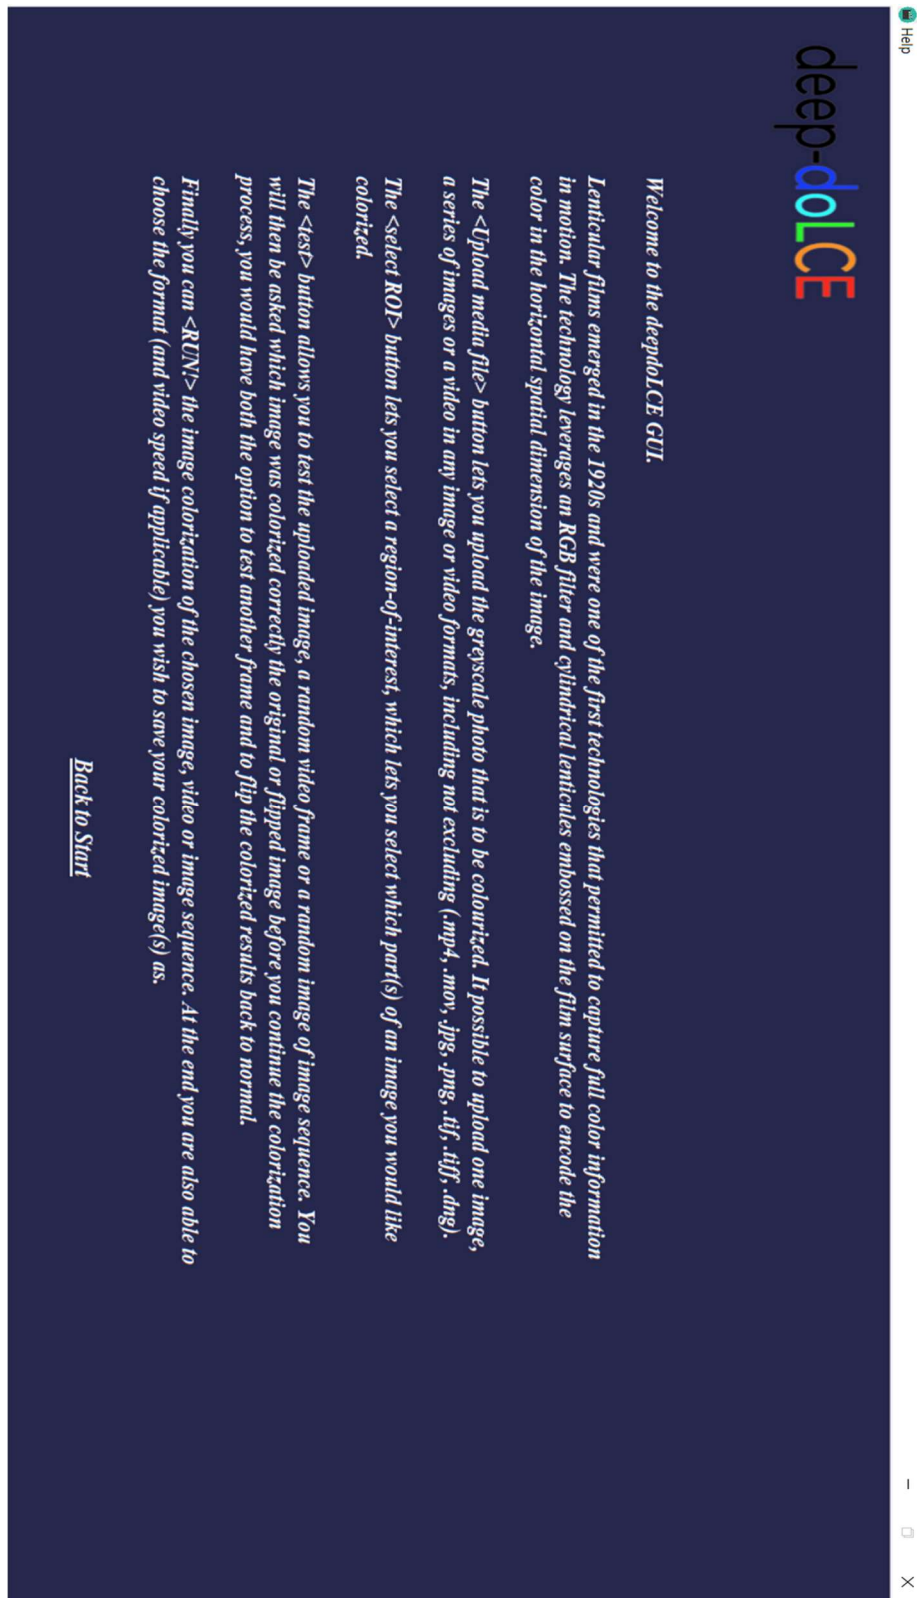 Help
deep-doLCE
Welcome to the deepdoLCE GUI.
Lenticular films emerged in the 1920s and were one of the first technologies that permitted to capture full color information
in motion. The technology leverages an RGB filter and cylindrical lenticules embossed on the film surface to encode the
color in the horizontal spatial dimension of the image.
The <Upload media file> button lets you upload the greyscale photo that is to be colourized. It possible to upload one image,
a series of images or a video in any image or video formats, including not excluding (.mp4, .mov, .jpg, .png, .tif, .tiff, .dng).
The <select ROI> button lets you select a region-of-interest, which lets you select which part(s) of an image you would like
colorized.
The <test> button allows you to test the uploaded image, a random video frame or a random image of image sequence. You
will then be asked which image was colorized correctly the original or flipped image before you continue the colorization
process, you would have both the option to test another frame and to flip the colorized results back to normal.
Finally,you can <RUN!> the image colorization of the chosen image, video or image sequence. At the end you are also able to
choose the format (and video speed if applicable) you wish to save your colorized image(s) as.
Back to Start